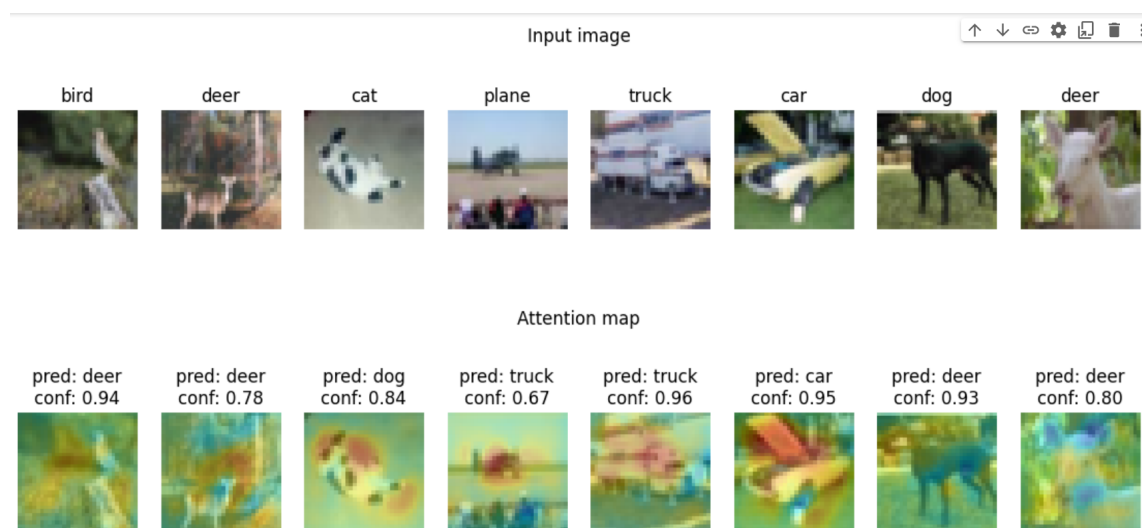 Input image
bird deer cat plane truck car dog deer
Attention map
pred: deer pred: deer pred: dog pred: truck pred: truck pred: car pred: deer pred: deer
conf: 0.94 conf: 0.78 conf: 0.84 conf: 0.67 conf: 0.96 conf: 0.95 conf: 0.93 conf: 0.80